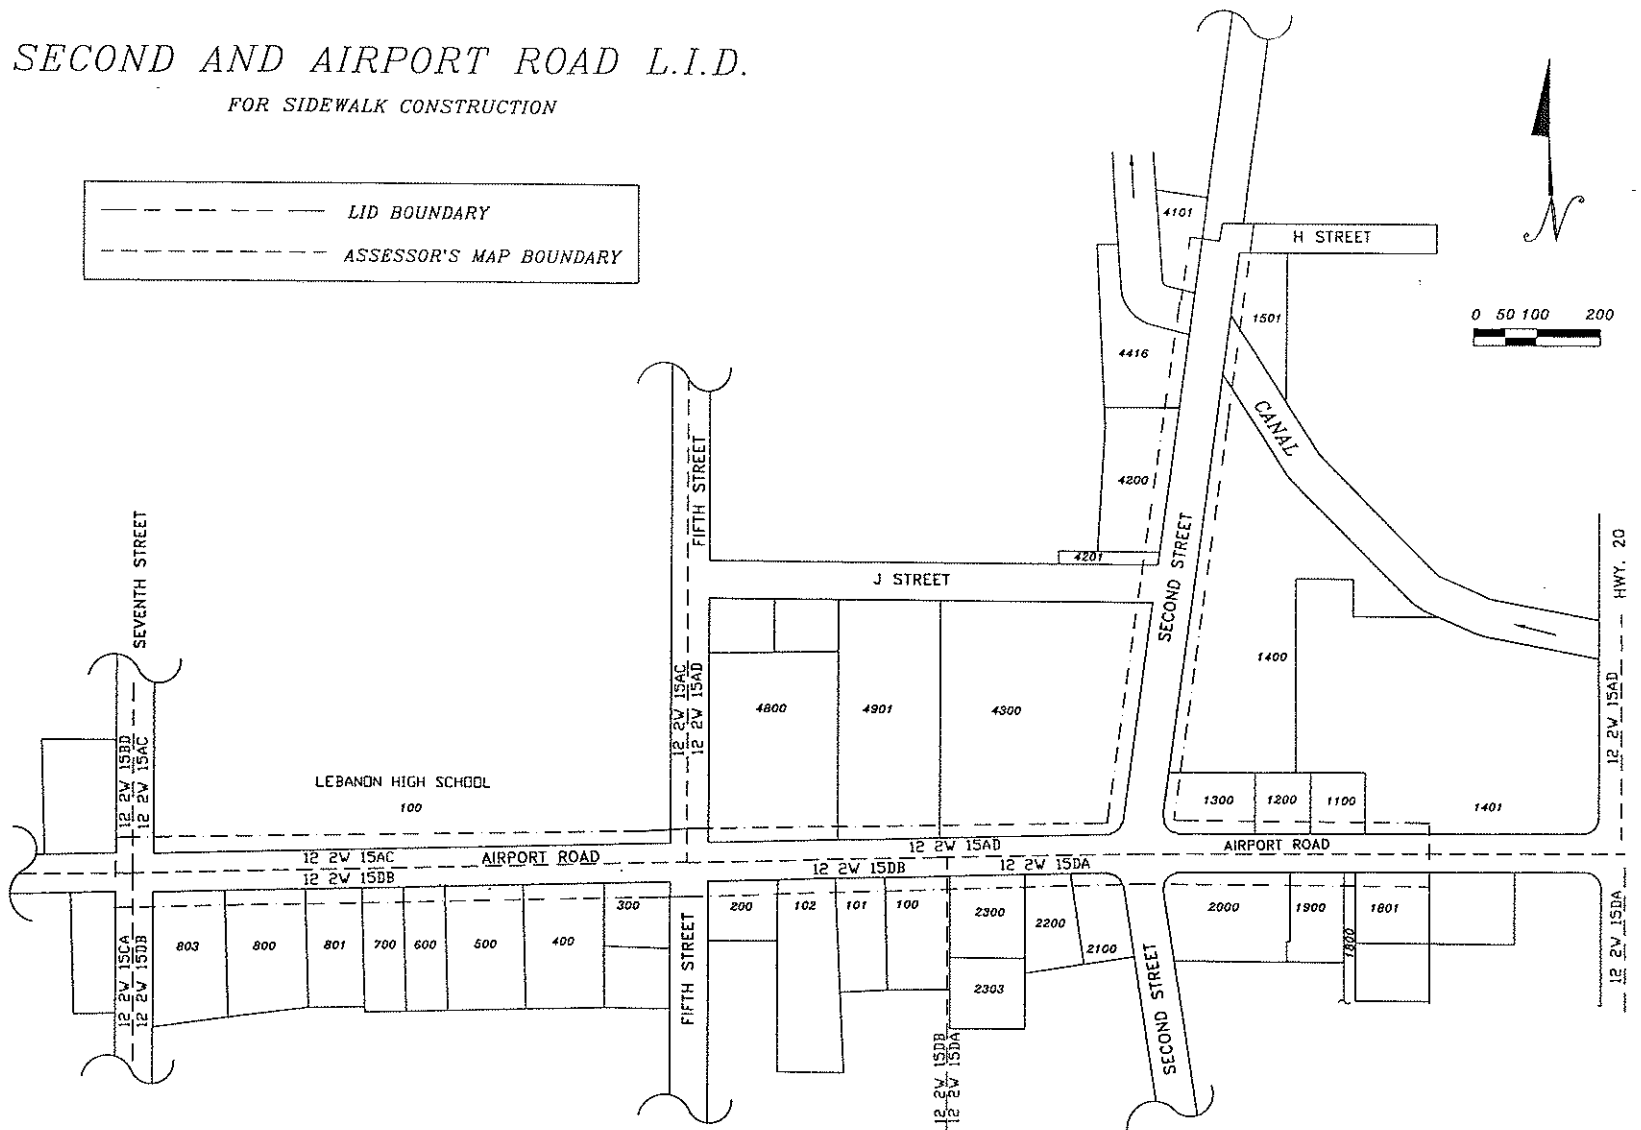 SECOND AND AIRPORT ROAD L.I.D.
FOR SIDEWALK CONSTRUCTION
LID BOUNDARY
ASSESSOR'S MAP BOUNDARY
N
0 50 100 200
4101
H STREET
1501
4416
CANAL
4200
4201
SECOND STREET
FIFTH STREET
J STREET
SEVENTH STREET
HWY. 20
1400
12 2W 15AC
12 2W 15AD
4800
4901
4300
12 2W 15AD
12 2W 15BD
12 2W 15AC
LEBANON HIGH SCHOOL
100
1300
1200
1100
1401
12 2W 15AC
AIRPORT ROAD
12 2W 15DB
12 2W 15AD
12 2W 15DB
12 2W 15DA
AIRPORT ROAD
803
800
801
700
600
500
400
300
200
102
101
100
2300
2200
2100
2303
2000
1900
1800
1801
12 2W 15CA
12 2W 15DB
FIFTH STREET
12 2W 15DB
12 2W 15DA
SECOND STREET
12 2W 15DA